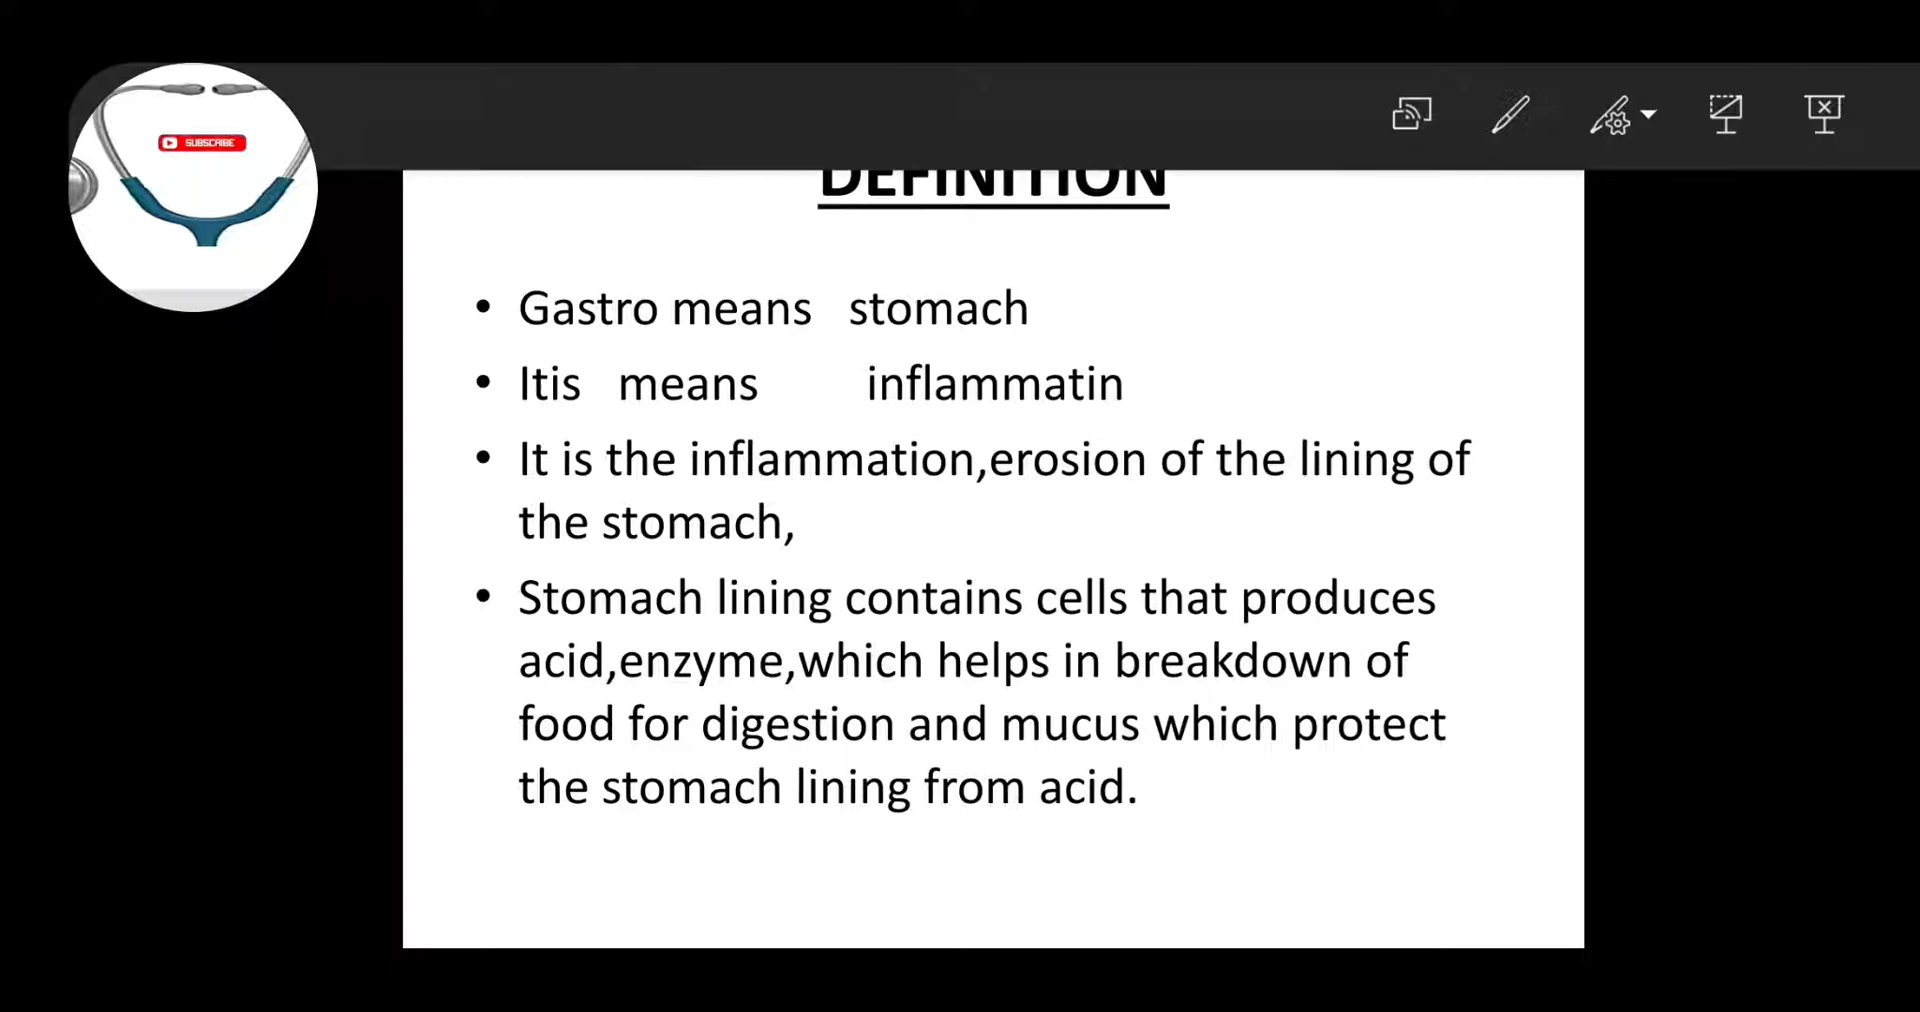 SUBSCRIBE
DEFINITION
• Gastro means stomach
• Itis means inflammatin
• It is the inflammation,erosion of the lining of
the stomach,
• Stomach lining contains cells that produces
acid,enzyme,which helps in breakdown of
food for digestion and mucus which protect
the stomach lining from acid.